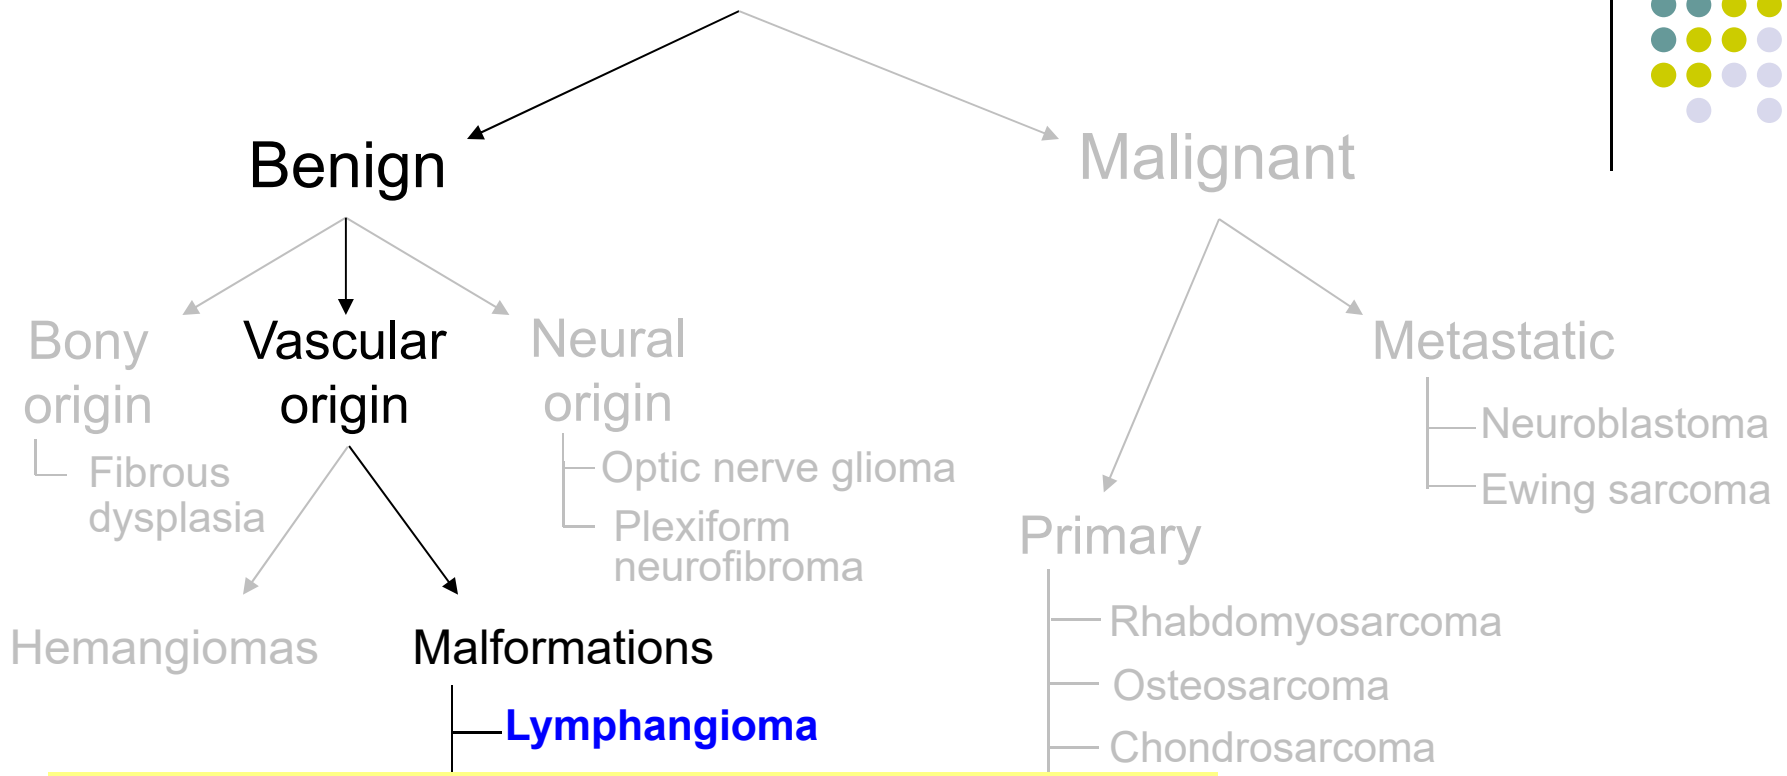 Benign
Malignant
Bony
origin
Vascular
origin
Neural
origin
Metastatic
Fibrous
dysplasia
Optic nerve glioma
Plexiform
neurofibroma
Neuroblastoma
Ewing sarcoma
Primary
Hemangiomas
Malformations
Lymphangioma
Rhabdomyosarcoma
Osteosarcoma
Chondrosarcoma